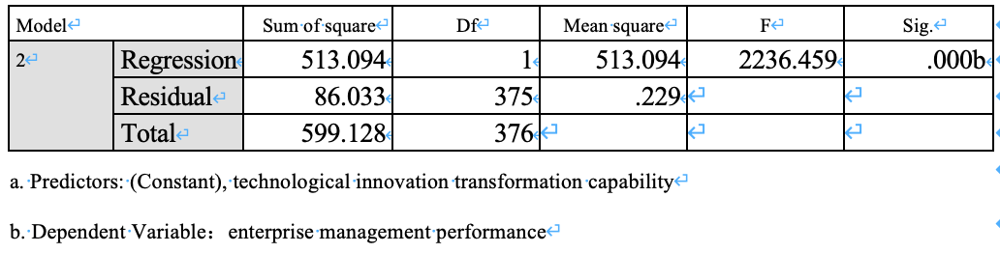 Model Sum of square Df Mean square F Sig.
2 Regression 513.094 1 513.094 2236.459 .000b
Residual 86.033 375 .229
Total 599.128 376
a. Predictors: (Constant), technological innovation transformation capability
b. Dependent Variable： enterprise management performance